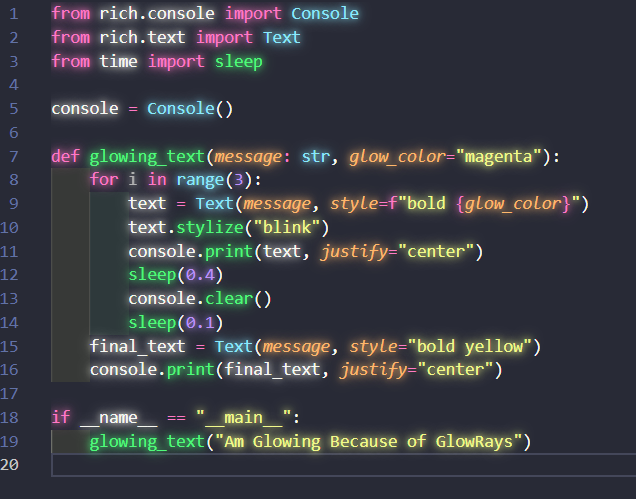 1 from rich.console import Console
2 from rich.text import Text
3 from time import sleep
4
5 console = Console()
6
7 def glowing_text(message: str, glow_color="magenta"):
8     for i in range(3):
9         text = Text(message, style=f"bold {glow_color}")
10         text.stylize("blink")
11         console.print(text, justify="center")
12         sleep(0.4)
13         console.clear()
14         sleep(0.1)
15     final_text = Text(message, style="bold yellow")
16     console.print(final_text, justify="center")
17
18 if __name__ == "__main__":
19     glowing_text("Am Glowing Because of GlowRays")
20